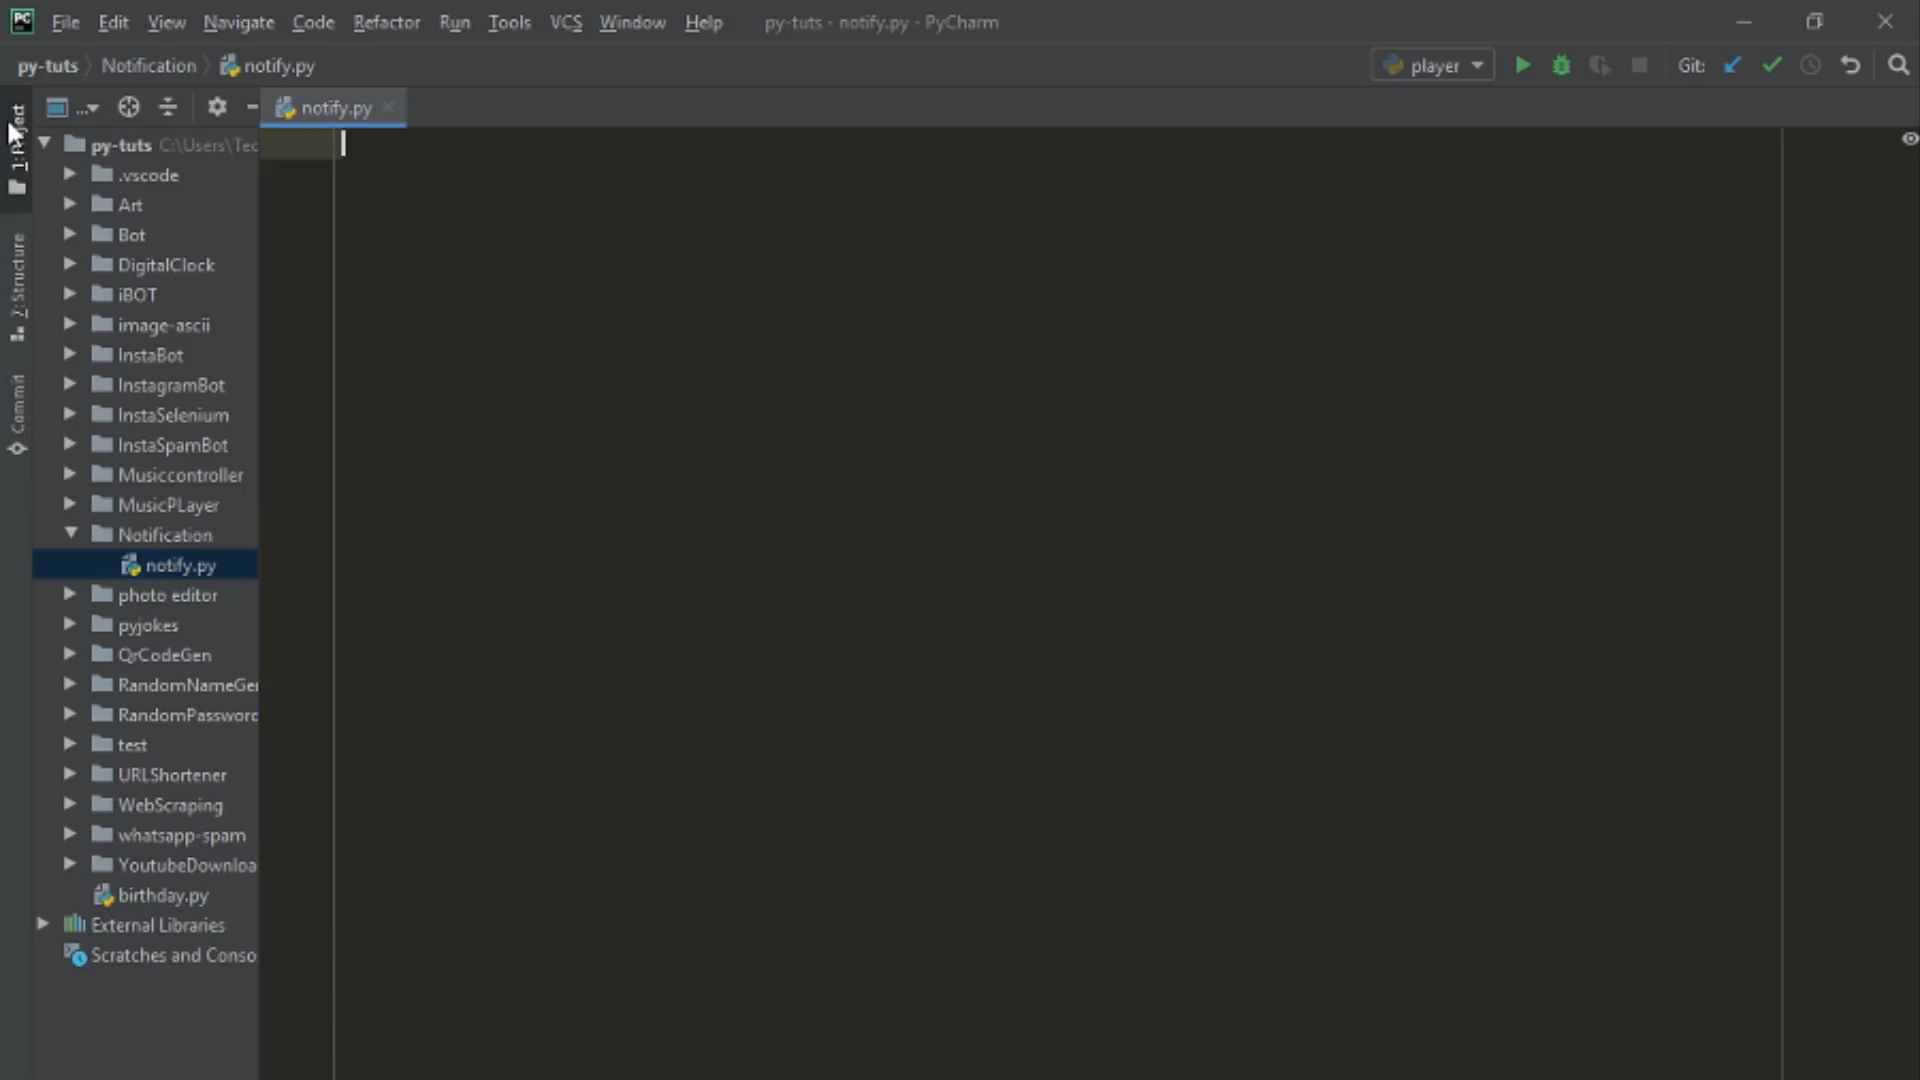 PC File Edit View Navigate Code Refactor Run Tools VCS Window Help py-tuts - notify.py - PyCharm
py-tuts Notification notify.py player Git:
... notify.py
1: Project
7: Structure
Commit
py-tuts C:\Users\Tec
.vscode
Art
Bot
DigitalClock
iBOT
image-ascii
InstaBot
InstagramBot
InstaSelenium
InstaSpamBot
Musiccontroller
MusicPLayer
Notification
notify.py
photo editor
pyjokes
QrCodeGen
RandomNameGe
RandomPassword
test
URLShortener
WebScraping
whatsapp-spam
YoutubeDownloa
birthday.py
External Libraries
Scratches and Conso